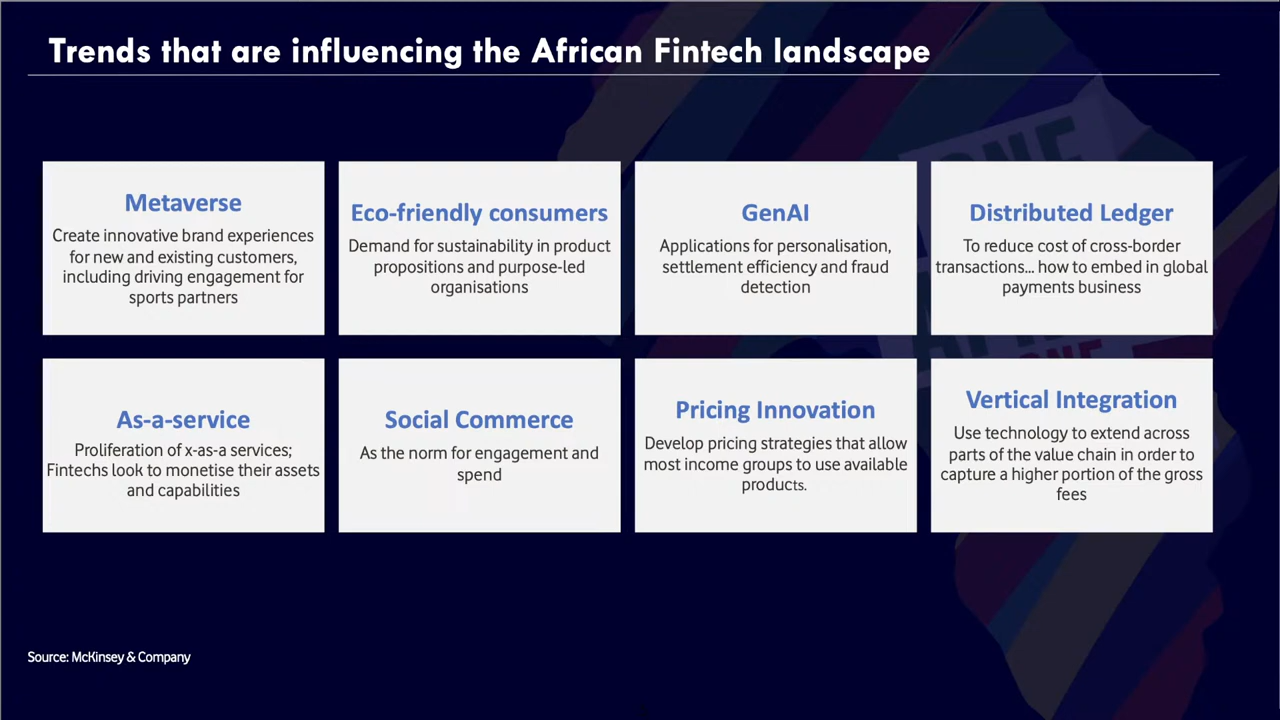 Trends that are influencing the African Fintech landscape
Metaverse
Create innovative brand experiences
for new and existing customers,
including driving engagement for
sports partners
Eco-friendly consumers
Demand for sustainability in product
propositions and purpose-led
organisations
GenAI
Applications for personalisation,
settlement efficiency and fraud
detection
Distributed Ledger
To reduce cost of cross-border
transactions... how to embed in global
payments business
As-a-service
Proliferation of x-as-a services;
Fintechs look to monetise their assets
and capabilities
Social Commerce
As the norm for engagement and
spend
Pricing Innovation
Develop pricing strategies that allow
most income groups to use available
products.
Vertical Integration
Use technology to extend across
parts of the value chain in order to
capture a higher portion of the gross
fees
Source: McKinsey & Company